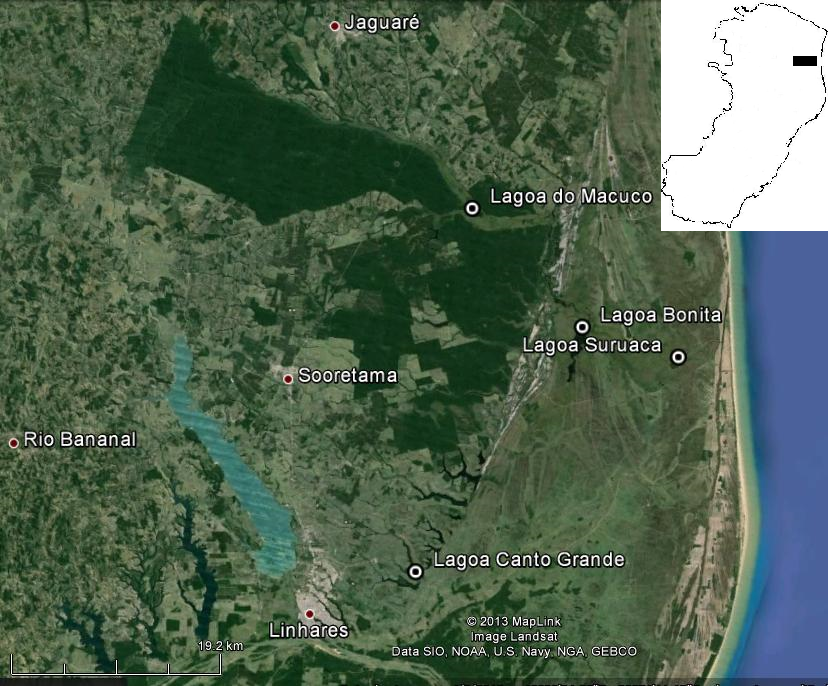 Jaguaré
Lagoa do Macuco
Lagoa Bonita
Lagoa Suruaca
Sooretama
Rio Bananal
Lagoa Canto Grande
Linhares
© 2013 MapLink
Image Landsat
Data SIO, NOAA, U.S. Navy, NGA, GEBCO
19.2 km